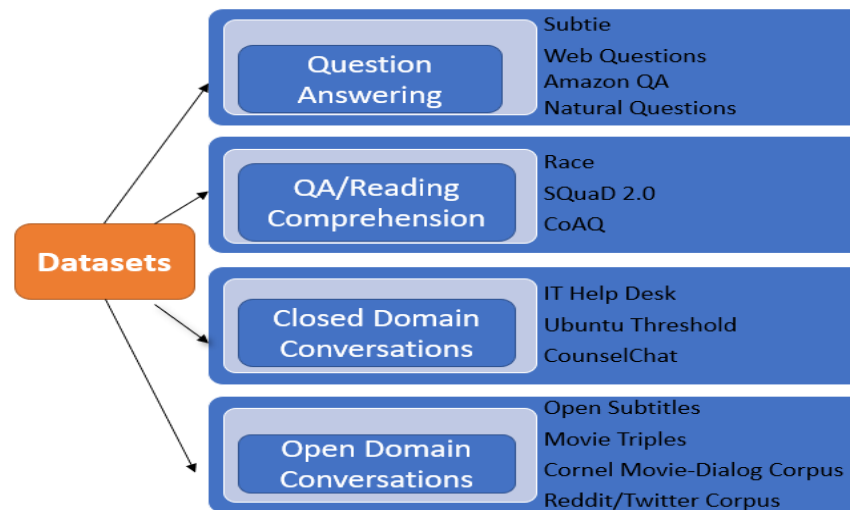 Datasets
Question
Answering
Subtie
Web Questions
Amazon QA
Natural Questions
QA/Reading
Comprehension
Race
SQuaD 2.0
CoAQ
Closed Domain
Conversations
IT Help Desk
Ubuntu Threshold
CounselChat
Open Domain
Conversations
Open Subtitles
Movie Triples
Cornel Movie-Dialog Corpus
Reddit/Twitter Corpus